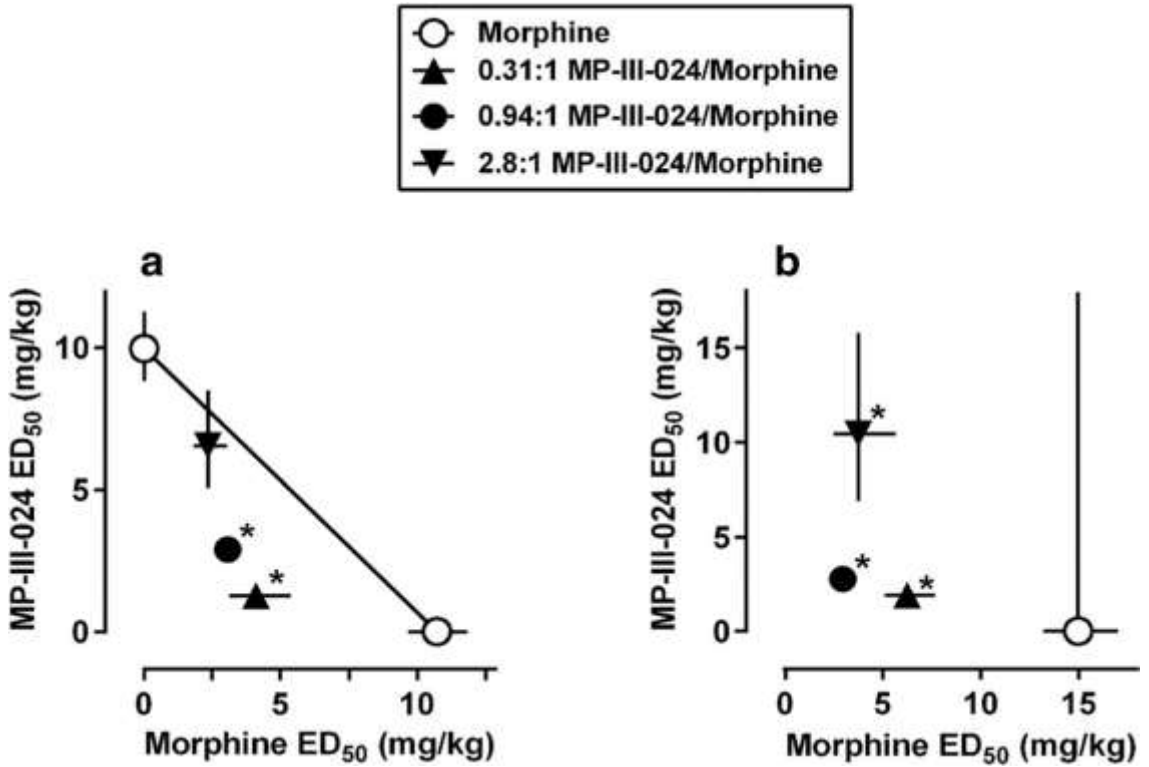 Morphine
0.31:1 MP-III-024/Morphine
0.94:1 MP-III-024/Morphine
2.8:1 MP-III-024/Morphine
a
MP-III-024 ED50 (mg/kg)
10
5
0
*
*
0
5
10
Morphine ED50 (mg/kg)
b
MP-III-024 ED50 (mg/kg)
15
10
5
0
*
*
*
0
5
10
15
Morphine ED50 (mg/kg)